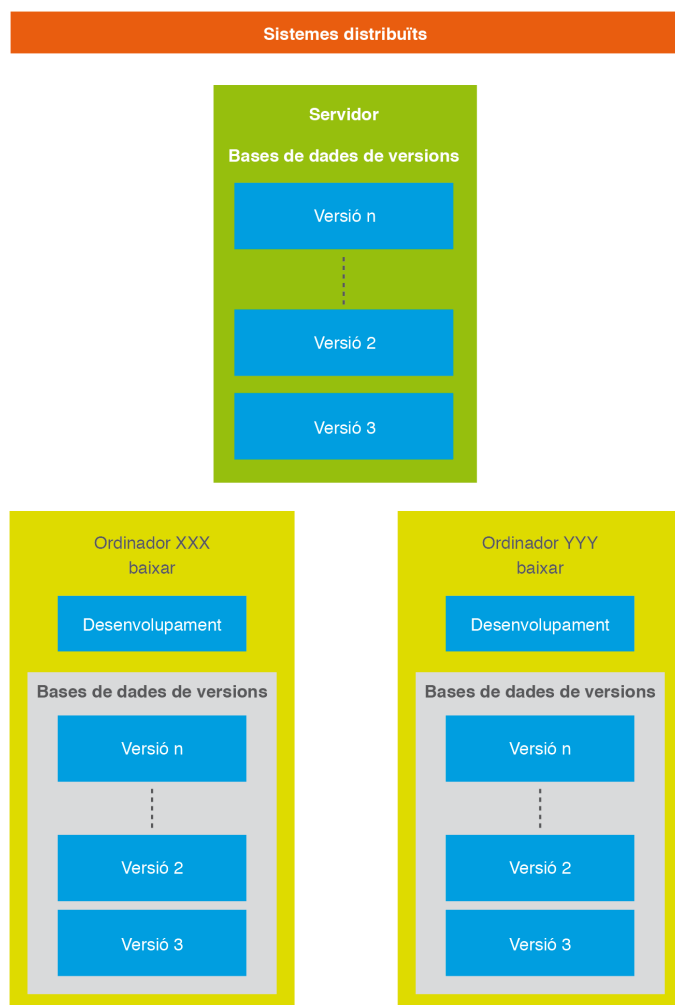 Sistemes distribuïts
Servidor
Bases de dades de versions
Versió n
Versió 2
Versió 3
Ordinador XXX
baixar
Desenvolupament
Bases de dades de versions
Versió n
Versió 2
Versió 3
Ordinador YYY
baixar
Desenvolupament
Bases de dades de versions
Versió n
Versió 2
Versió 3